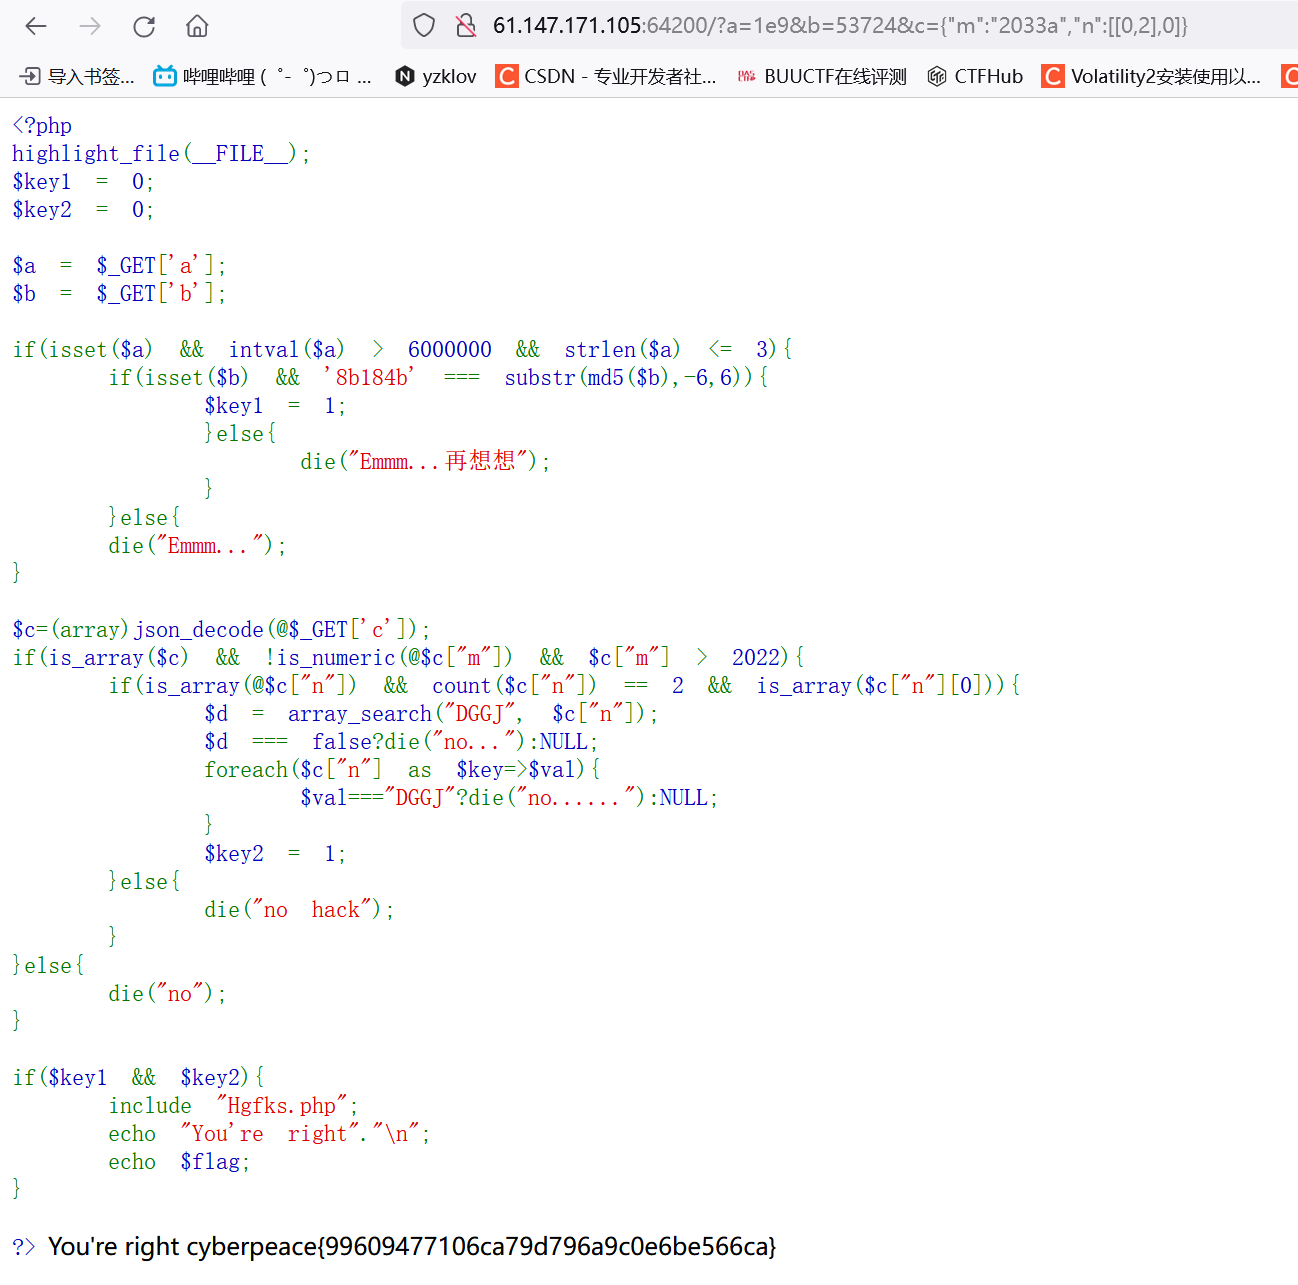 61.147.171.105:64200/?a=1e9&b=53724&c={"m":"2033a","n":[[0,2],0]}
导入书签... 哔哩哔哩 ( ゜- ゜)つロ ... yzklov CSDN - 专业开发者社... BUUCTF在线评测 CTFHub Volatility2安装使用以...
<?php
highlight_file(__FILE__);
$key1 = 0;
$key2 = 0;
$a = $_GET['a'];
$b = $_GET['b'];
if(isset($a) && intval($a) > 6000000 && strlen($a) <= 3){
if(isset($b) && '8b184b' === substr(md5($b),-6,6)){
$key1 = 1;
}else{
die("Emmm...再想想");
}
}else{
die("Emmm...");
}
$c=(array)json_decode(@$_GET['c']);
if(is_array($c) && !is_numeric(@$c["m"]) && $c["m"] > 2022){
if(is_array(@$c["n"]) && count($c["n"]) == 2 && is_array($c["n"][0])){
$d = array_search("DGGJ", $c["n"]);
$d === false?die("no..."):NULL;
foreach($c["n"] as $key=>$val){
$val==="DGGJ"?die("no......"):NULL;
}
$key2 = 1;
}else{
die("no hack");
}
}else{
die("no");
}
if($key1 && $key2){
include "Hgfks.php";
echo "You're right"."\n";
echo $flag;
}
?> You're right cyberpeace{99609477106ca79d796a9c0e6be566ca}